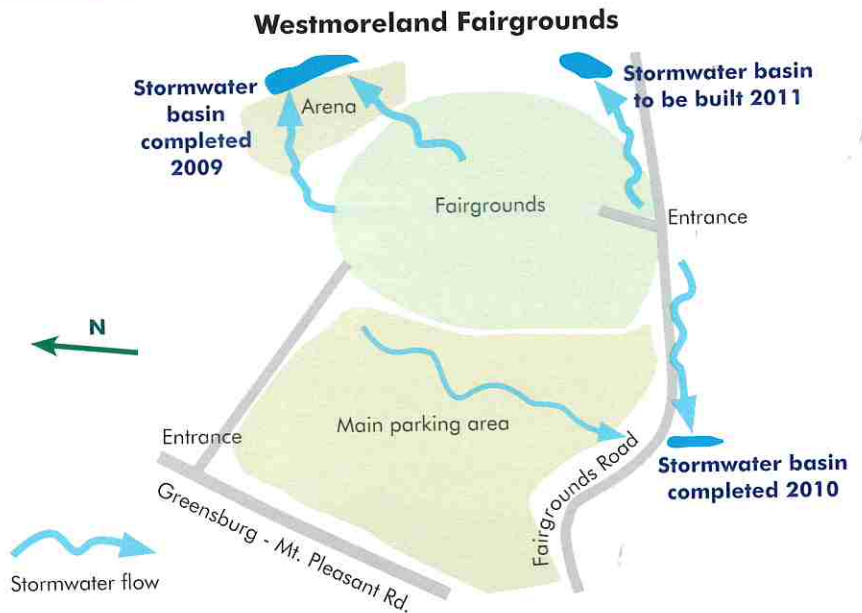 Westmoreland Fairgrounds
Stormwater
basin
completed
2009
Arena
Stormwater basin
to be built 2011
Fairgrounds
Entrance
N
Main parking area
Entrance
Fairgrounds Road
Stormwater basin
completed 2010
Greensburg - Mt. Pleasant Rd.
Stormwater flow